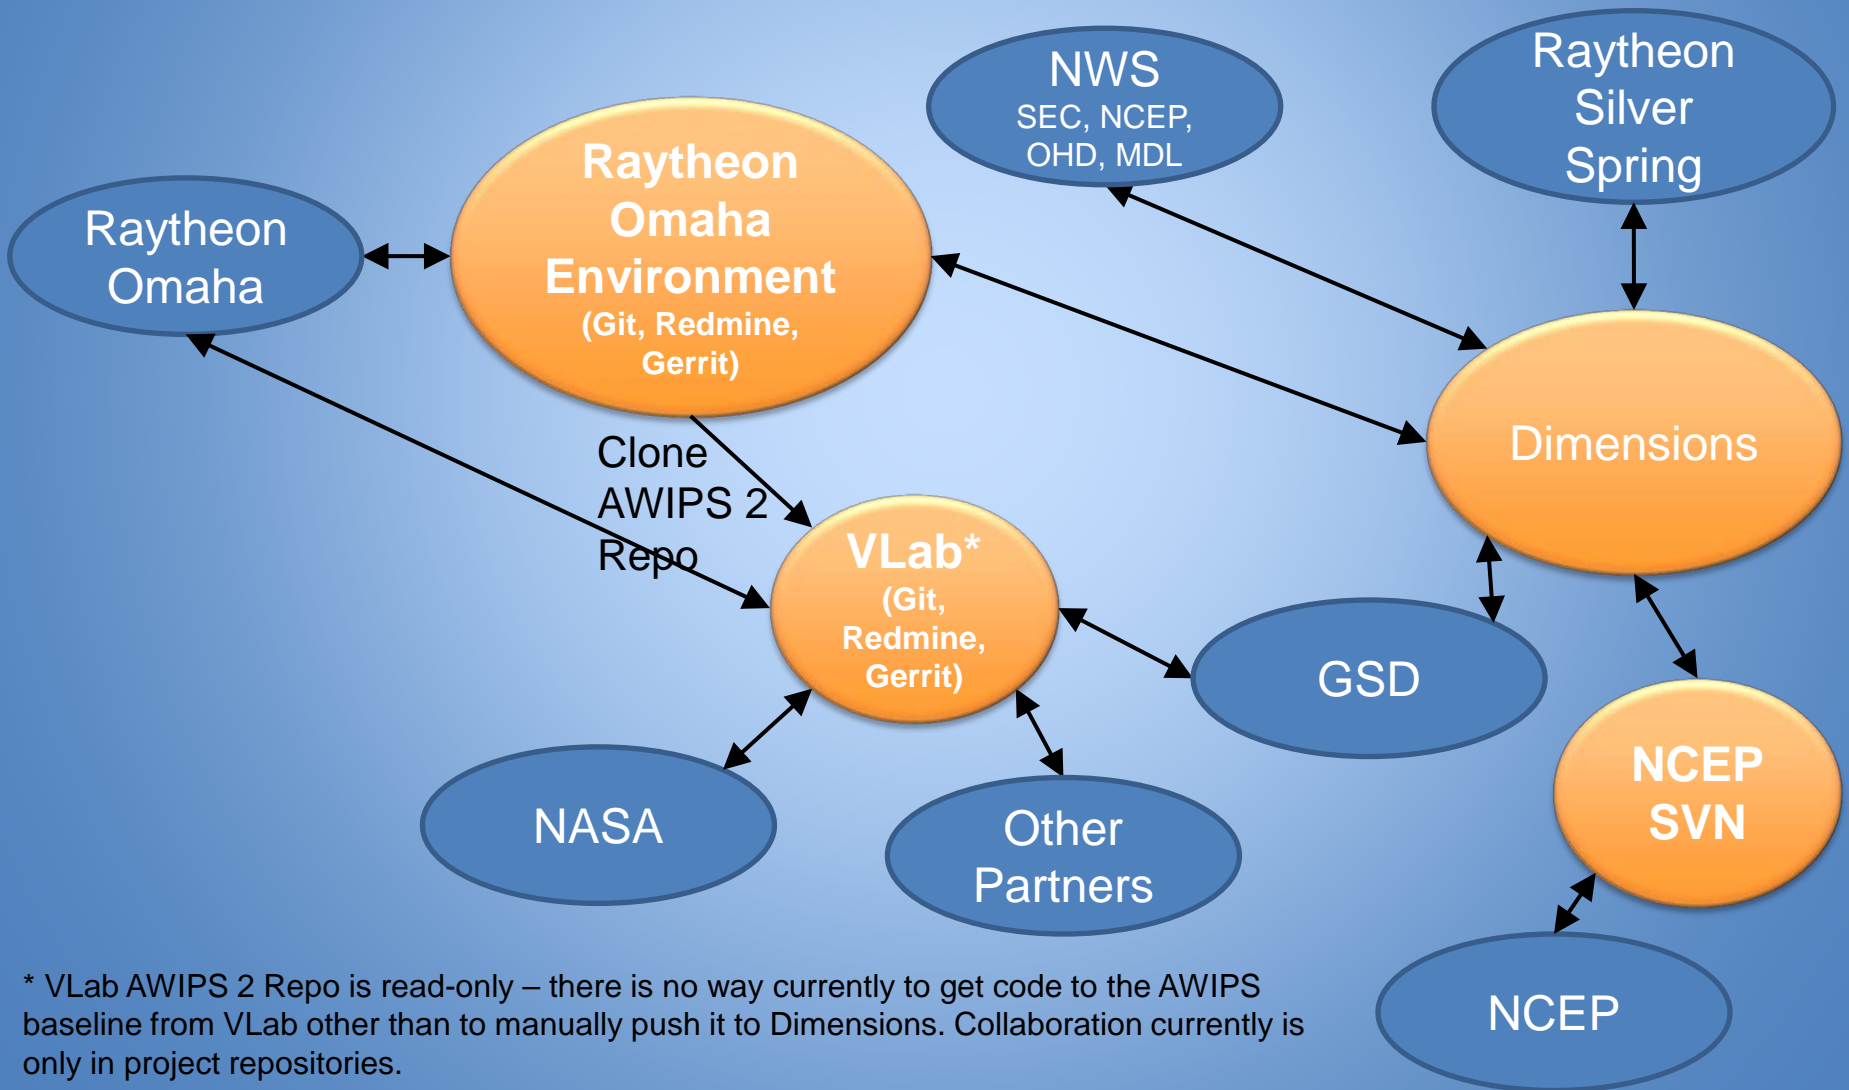 NWS
SEC, NCEP,
OHD, MDL
Raytheon
Silver
Spring
Raytheon
Omaha
Environment
(Git, Redmine,
Gerrit)
Raytheon
Omaha
Dimensions
Clone
AWIPS 2
Repo
VLab*
(Git,
Redmine,
Gerrit)
GSD
NCEP
SVN
NASA
Other
Partners
NCEP
* VLab AWIPS 2 Repo is read-only – there is no way currently to get code to the AWIPS
baseline from VLab other than to manually push it to Dimensions. Collaboration currently is
only in project repositories.